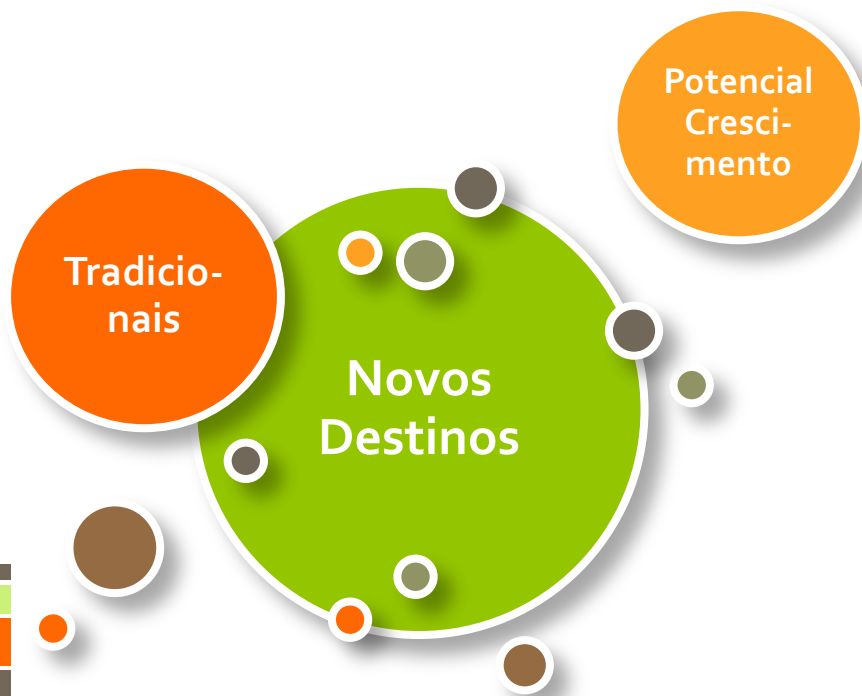 Potencial
Cresci-
mento
Tradicio-
nais
Novos
Destinos